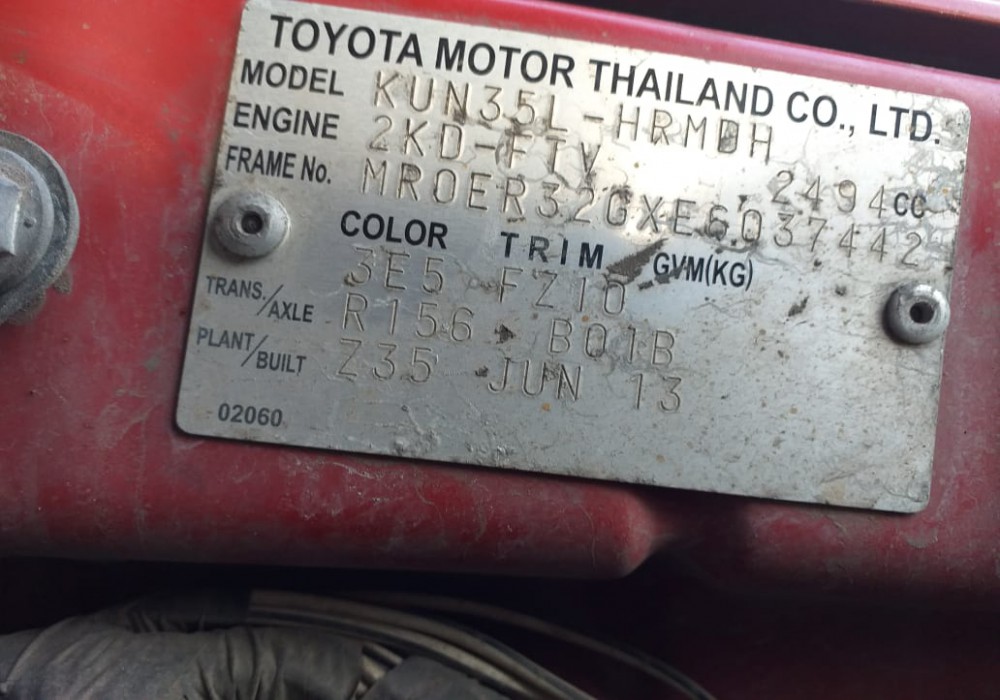 TOYOTA MOTOR THAILAND CO., LTD.
MODEL KUN35L-HRMDH
ENGINE 2KD-FTV 2494CC
FRAME No. MR0ER32GXE6037442
COLOR TRIM GVM(KG)
3E5 FZ10
TRANS./AXLE R156 B01B
PLANT/BUILT Z35 JUN 13
02060